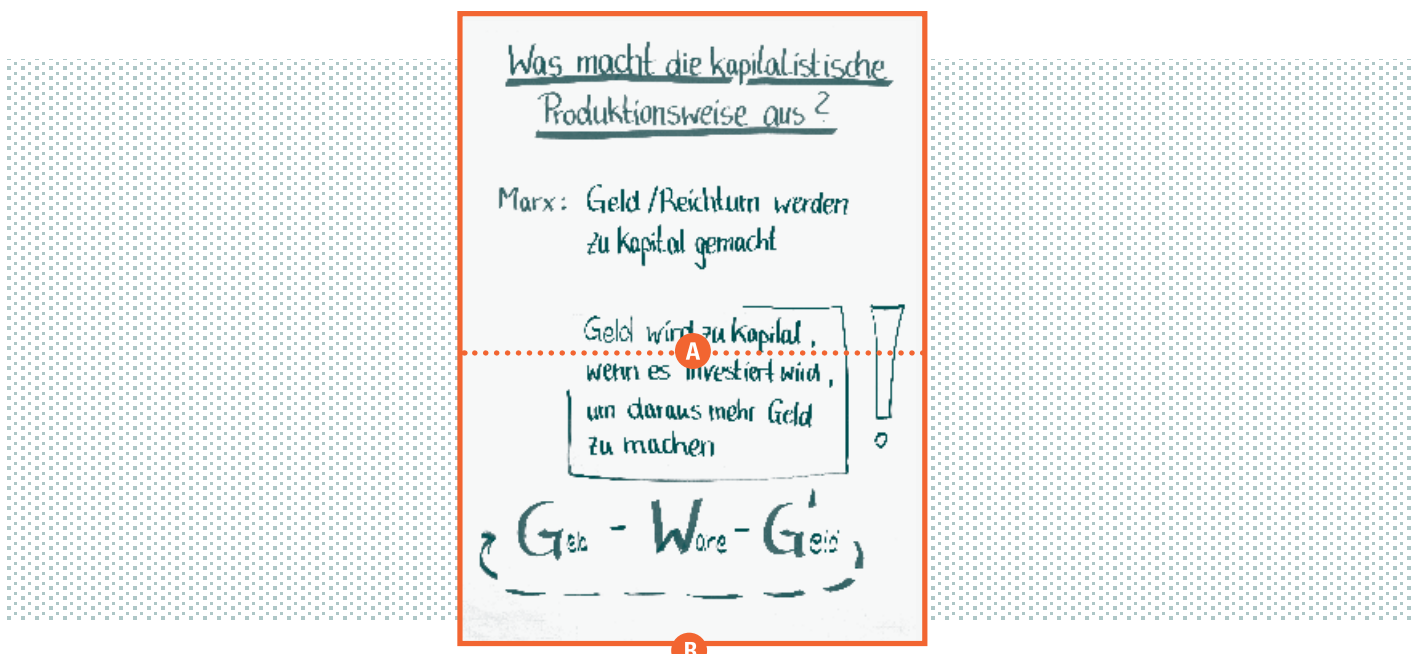 Was macht die kapitalistische
Produktionsweise aus?
Marx: Geld/Reichtum werden
zu Kapital gemacht
Geld wird zu Kapital,
A
wenn es investiert wird,
um daraus mehr Geld
zu machen
!
Geld - Ware - G'eld
B